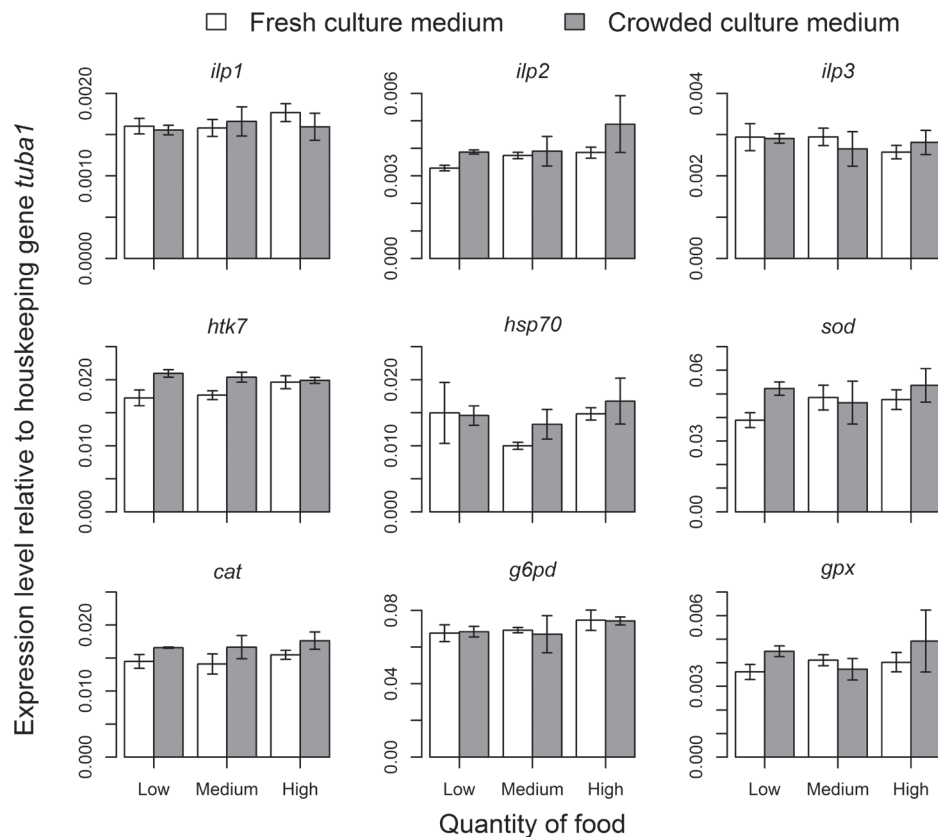 Fresh culture medium Crowded culture medium
Expression level relative to houskeeping gene tuba1
ilp1 ilp2 ilp3
0.0020 0.006 0.004
0.0010 0.003 0.002
0.0000 0.000 0.000
htk7 hsp70 sod
0.020 0.020 0.06
0.010 0.010 0.03
0.000 0.000 0.00
cat g6pd gpx
0.020 0.08 0.006
0.010 0.04 0.003
0.000 0.00 0.000
Low Medium High Low Medium High Low Medium High
Quantity of food